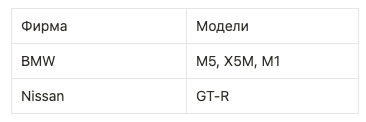 Фирма Модели
BMW M5, X5M, M1
Nissan GT-R